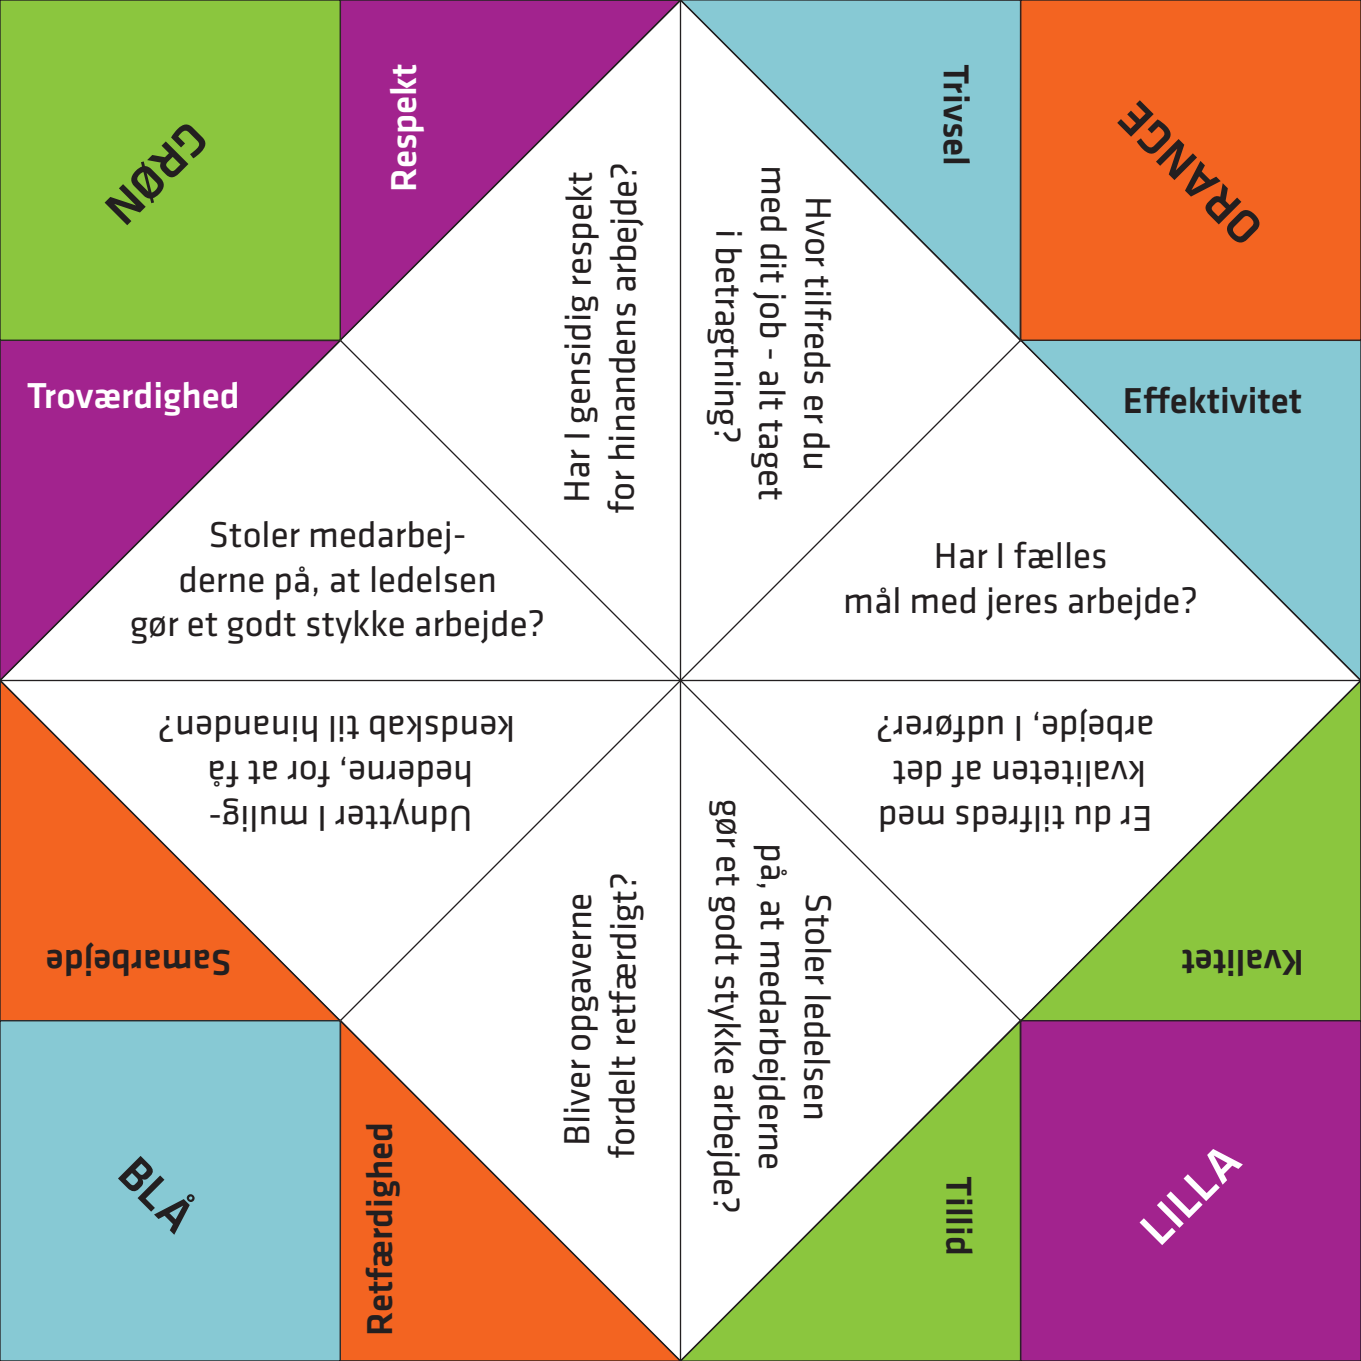 GRØN
Respekt
Har I gensidig respekt
for hinandens arbejde?
Trivsel
Hvor tilfreds er du
med dit job - alt taget
i betragtning?
ORANGE
Troværdighed
Stoler medarbej-
derne på, at ledelsen
gør et godt stykke arbejde?
Effektivitet
Har I fælles
mål med jeres arbejde?
Samarbejde
Udnytter I mulig-
hederne, for at få
kendskab til hinanden?
Kvalitet
Er du tilfreds med
kvaliteten af det
arbejde, I udfører?
BLÅ
Retfærdighed
Bliver opgaverne
fordelt retfærdigt?
Tillid
Stoler ledelsen
på, at medarbejderne
gør et godt stykke arbejde?
LILLA